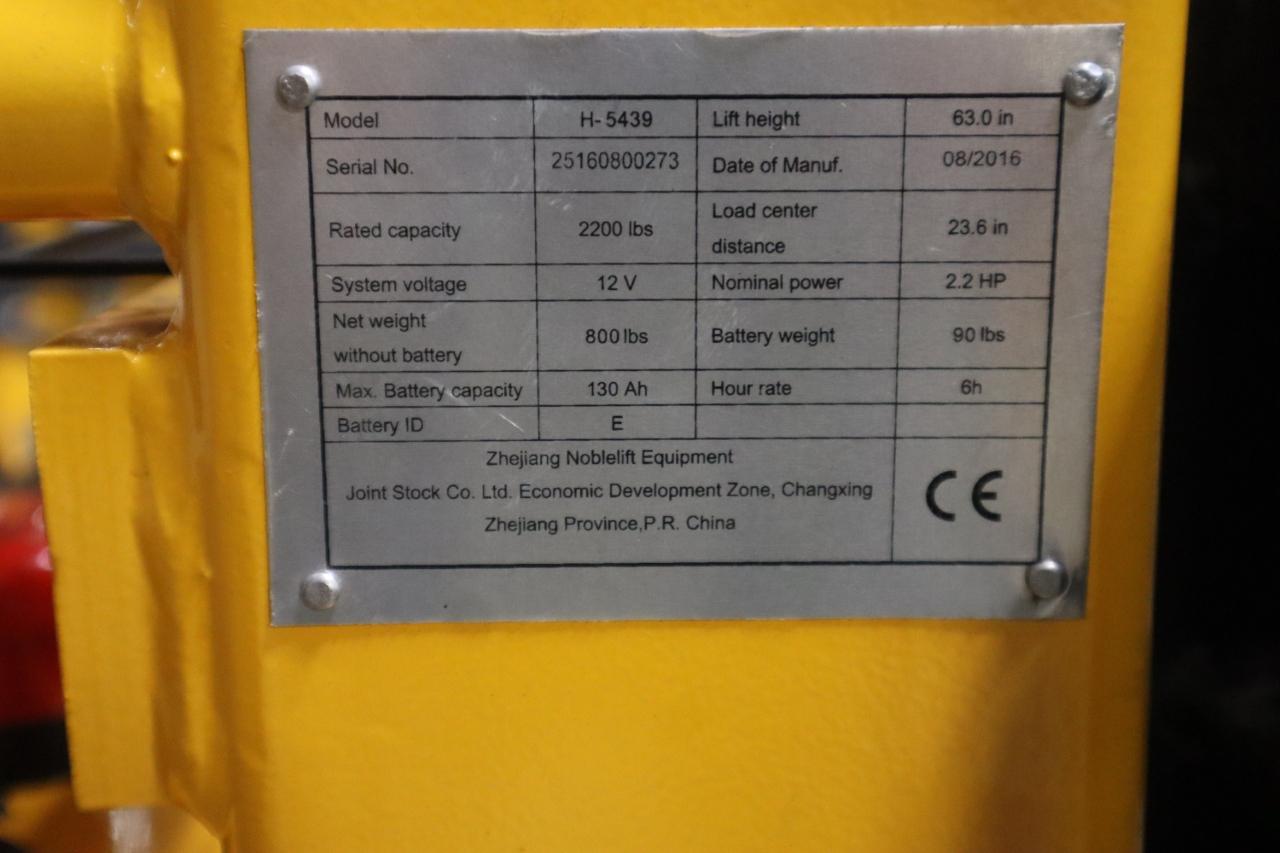 Model H-5439 Lift height 63.0 in
Serial No. 25160800273 Date of Manuf. 08/2016
Rated capacity 2200 lbs Load center distance 23.6 in
System voltage 12 V Nominal power 2.2 HP
Net weight without battery 800 lbs Battery weight 90 lbs
Max. Battery capacity 130 Ah Hour rate 6h
Battery ID E
Zhejiang Noblelift Equipment
Joint Stock Co. Ltd. Economic Development Zone, Changxing
Zhejiang Province,P.R. China
CE